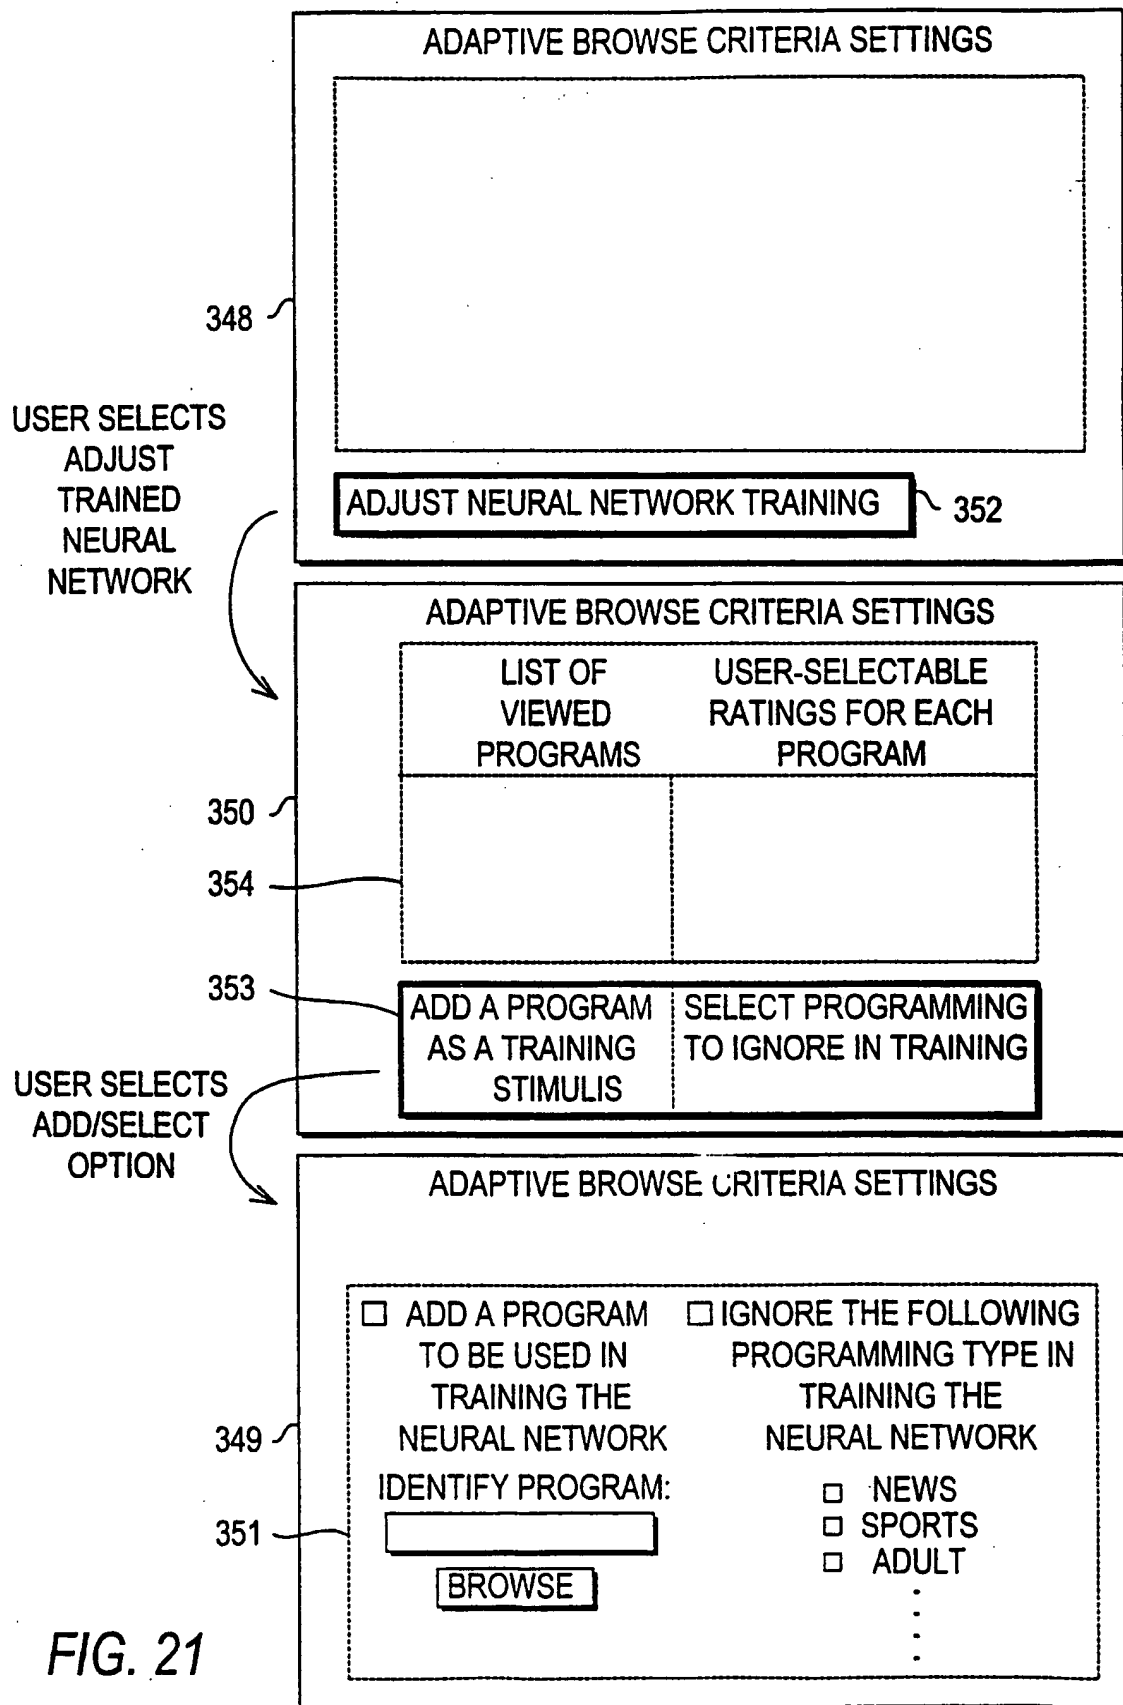 ADAPTIVE BROWSE CRITERIA SETTINGS
348
USER SELECTS
ADJUST
TRAINED
NEURAL
NETWORK
ADJUST NEURAL NETWORK TRAINING
352
ADAPTIVE BROWSE CRITERIA SETTINGS
LIST OF
VIEWED
PROGRAMS
USER-SELECTABLE
RATINGS FOR EACH
PROGRAM
350
354
353
ADD A PROGRAM
AS A TRAINING
STIMULIS
SELECT PROGRAMMING
TO IGNORE IN TRAINING
USER SELECTS
ADD/SELECT
OPTION
ADAPTIVE BROWSE CRITERIA SETTINGS
☐ ADD A PROGRAM
TO BE USED IN
TRAINING THE
NEURAL NETWORK
IDENTIFY PROGRAM:
BROWSE
☐ IGNORE THE FOLLOWING
PROGRAMMING TYPE IN
TRAINING THE
NEURAL NETWORK
☐ NEWS
☐ SPORTS
☐ ADULT
349
351
FIG. 21